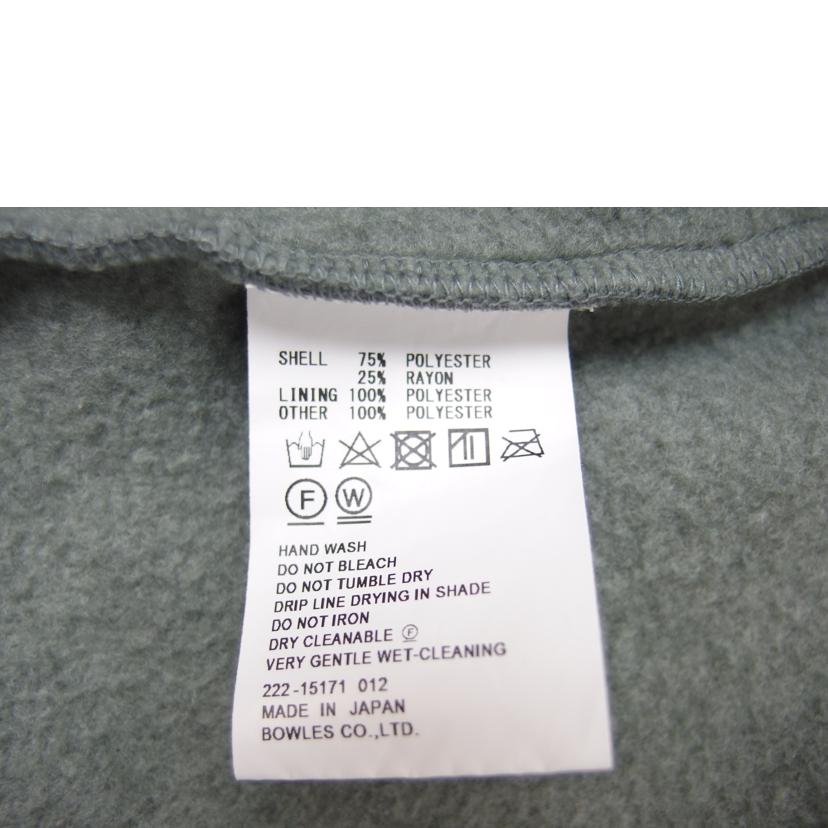 SHELL 75% POLYESTER
25% RAYON
LINING 100% POLYESTER
OTHER 100% POLYESTER
F W
HAND WASH
DO NOT BLEACH
DO NOT TUMBLE DRY
DRIP LINE DRYING IN SHADE
DO NOT IRON
DRY CLEANABLE Ⓕ
VERY GENTLE WET-CLEANING
222-15171 012
MADE IN JAPAN
BOWLES CO.,LTD.